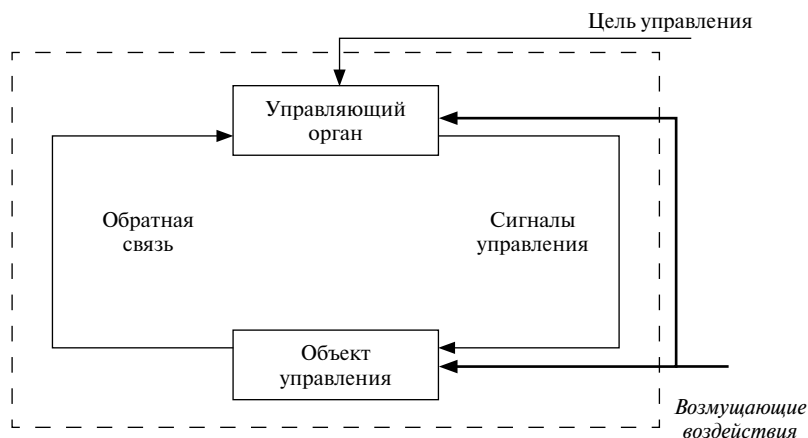 Цель управления
Управляющий
орган
Обратная
связь
Сигналы
управления
Объект
управления
Возмущающие
воздействия